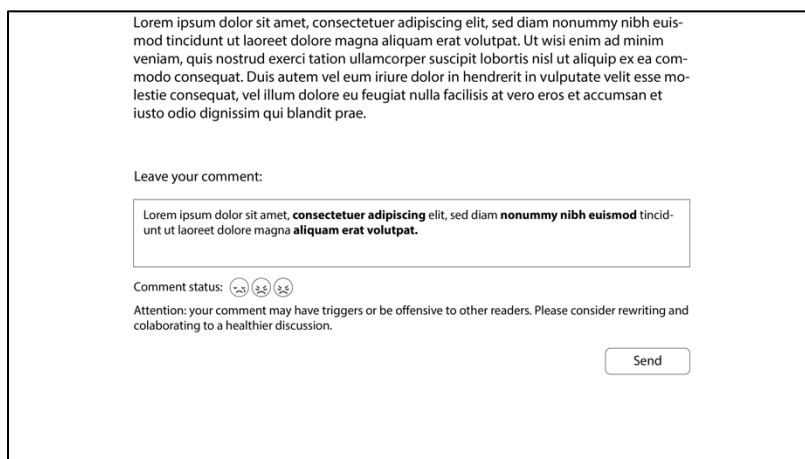 Lorem ipsum dolor sit amet, consectetuer adipiscing elit, sed diam nonummy nibh euis-
mod tincidunt ut laoreet dolore magna aliquam erat volutpat. Ut wisi enim ad minim
veniam, quis nostrud exerci tation ullamcorper suscipit lobortis nisl ut aliquip ex ea com-
modo consequat. Duis autem vel eum iriure dolor in hendrerit in vulputate velit esse mo-
lestie consequat, vel illum dolore eu feugiat nulla facilisis at vero eros et accumsan et
iusto odio dignissim qui blandit prae.
Leave your comment:
Lorem ipsum dolor sit amet, consectetuer adipiscing elit, sed diam nonummy nibh euismod tincid-
unt ut laoreet dolore magna aliquam erat volutpat.
Comment status:
Attention: your comment may have triggers or be offensive to other readers. Please consider rewriting and
colaborating to a healthier discussion.
Send